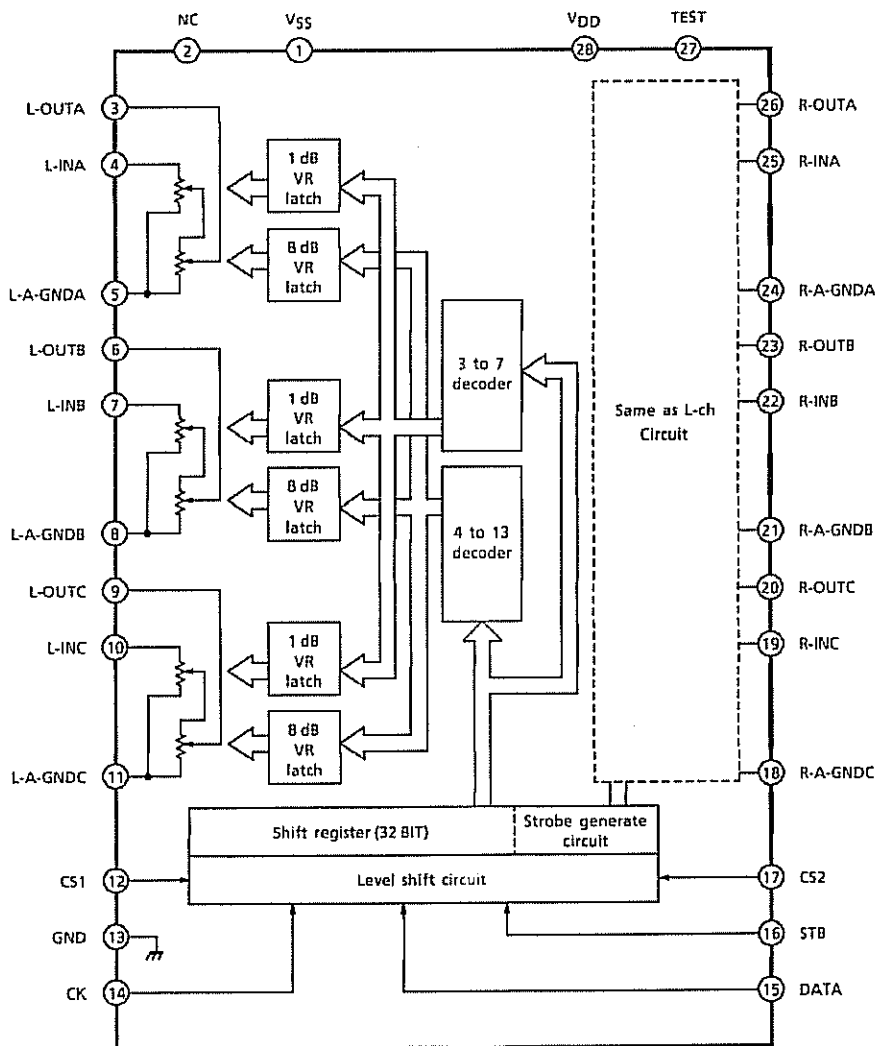 NC
VSS
VDD
TEST
2
1
28
27
L-OUTA
3
L-INA
4
L-A-GNDA
5
L-OUTB
6
L-INB
7
L-A-GNDB
8
L-OUTC
9
L-INC
10
L-A-GNDC
11
CS1
12
GND
13
CK
14
1 dB
VR
latch
8 dB
VR
latch
1 dB
VR
latch
8 dB
VR
latch
1 dB
VR
latch
8 dB
VR
latch
3 to 7
decoder
4 to 13
decoder
Same as L-ch
Circuit
Shift register (32 BIT)
Strobe generate
circuit
Level shift circuit
26
R-OUTA
25
R-INA
24
R-A-GNDA
23
R-OUTB
22
R-INB
21
R-A-GNDB
20
R-OUTC
19
R-INC
18
R-A-GNDC
17
CS2
16
STB
15
DATA